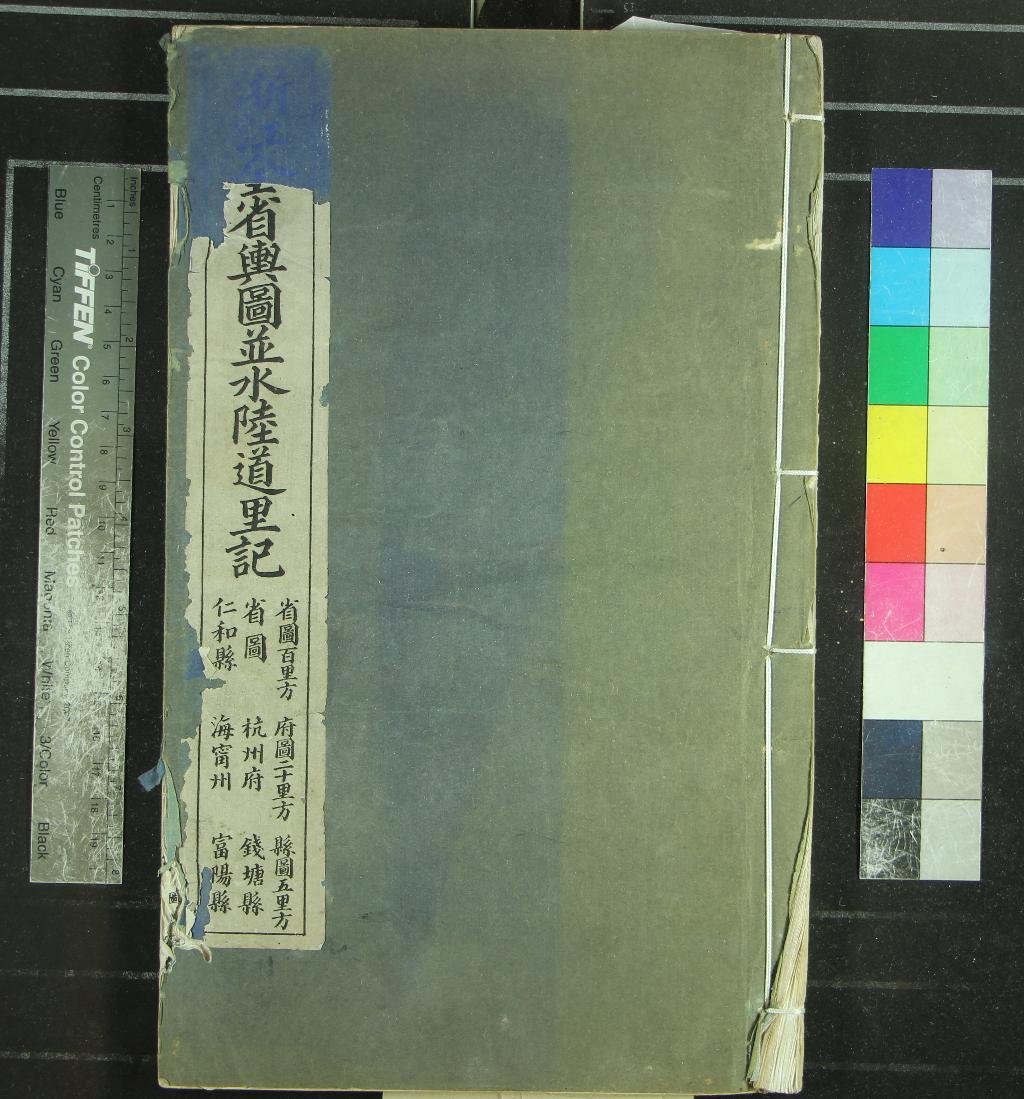 浙江全省輿圖並水陸道里記
省圖百里方 府圖二十里方 縣圖五里方
省圖 杭州府 錢塘縣
仁和縣 海甯州 富陽縣
Inches
Centimetres
TIFFEN Color Control Patches
Blue Cyan Green Yellow Red Magenta White 3/Color Black